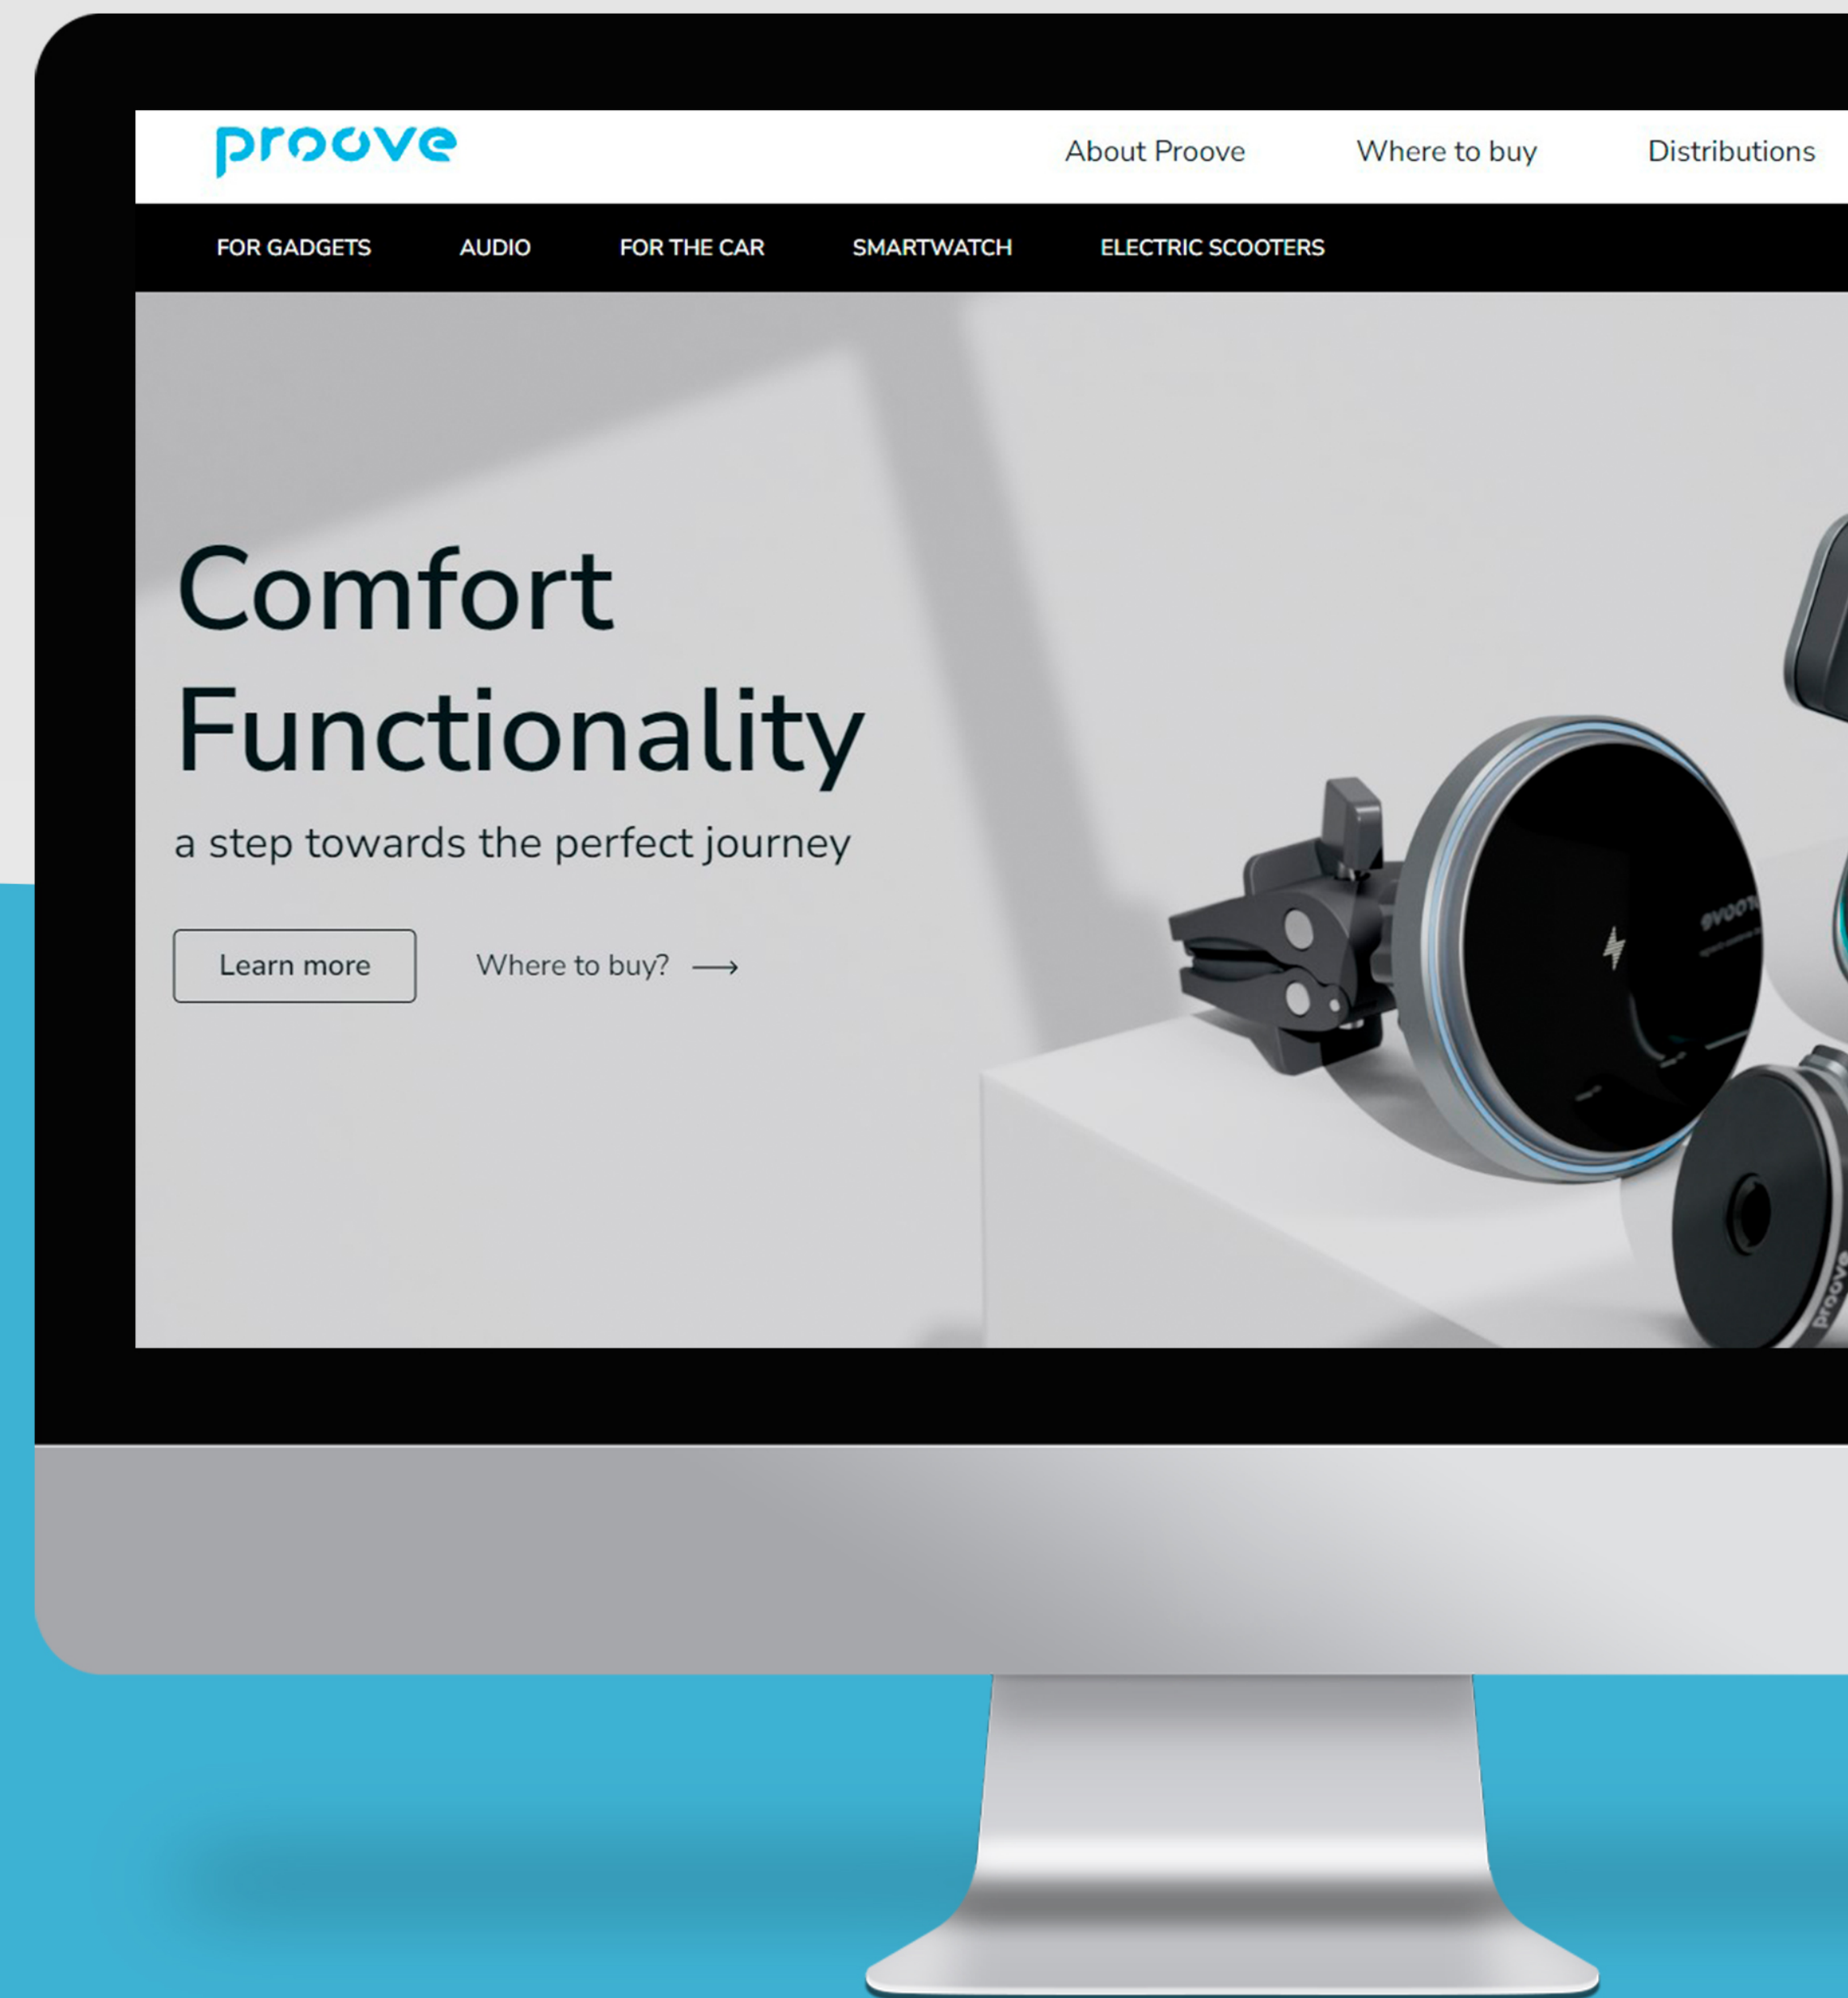 proove
About Proove Where to buy Distributions
FOR GADGETS AUDIO FOR THE CAR SMARTWATCH ELECTRIC SCOOTERS
Comfort
Functionality
a step towards the perfect journey
Learn more Where to buy?
proove